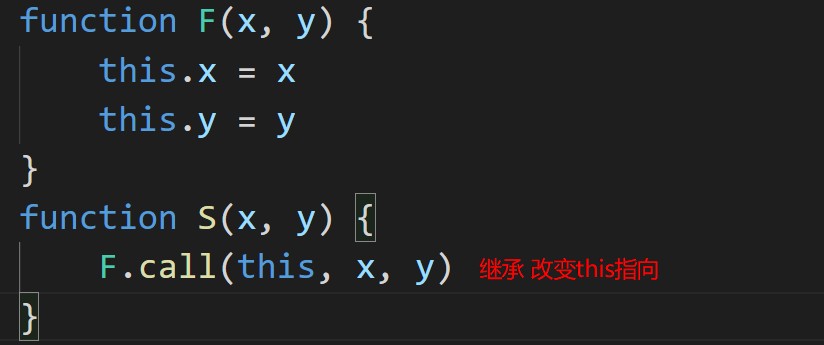 function F(x, y) {
    this.x = x
    this.y = y
}
function S(x, y) {
    F.call(this, x, y) 继承 改变this指向
}